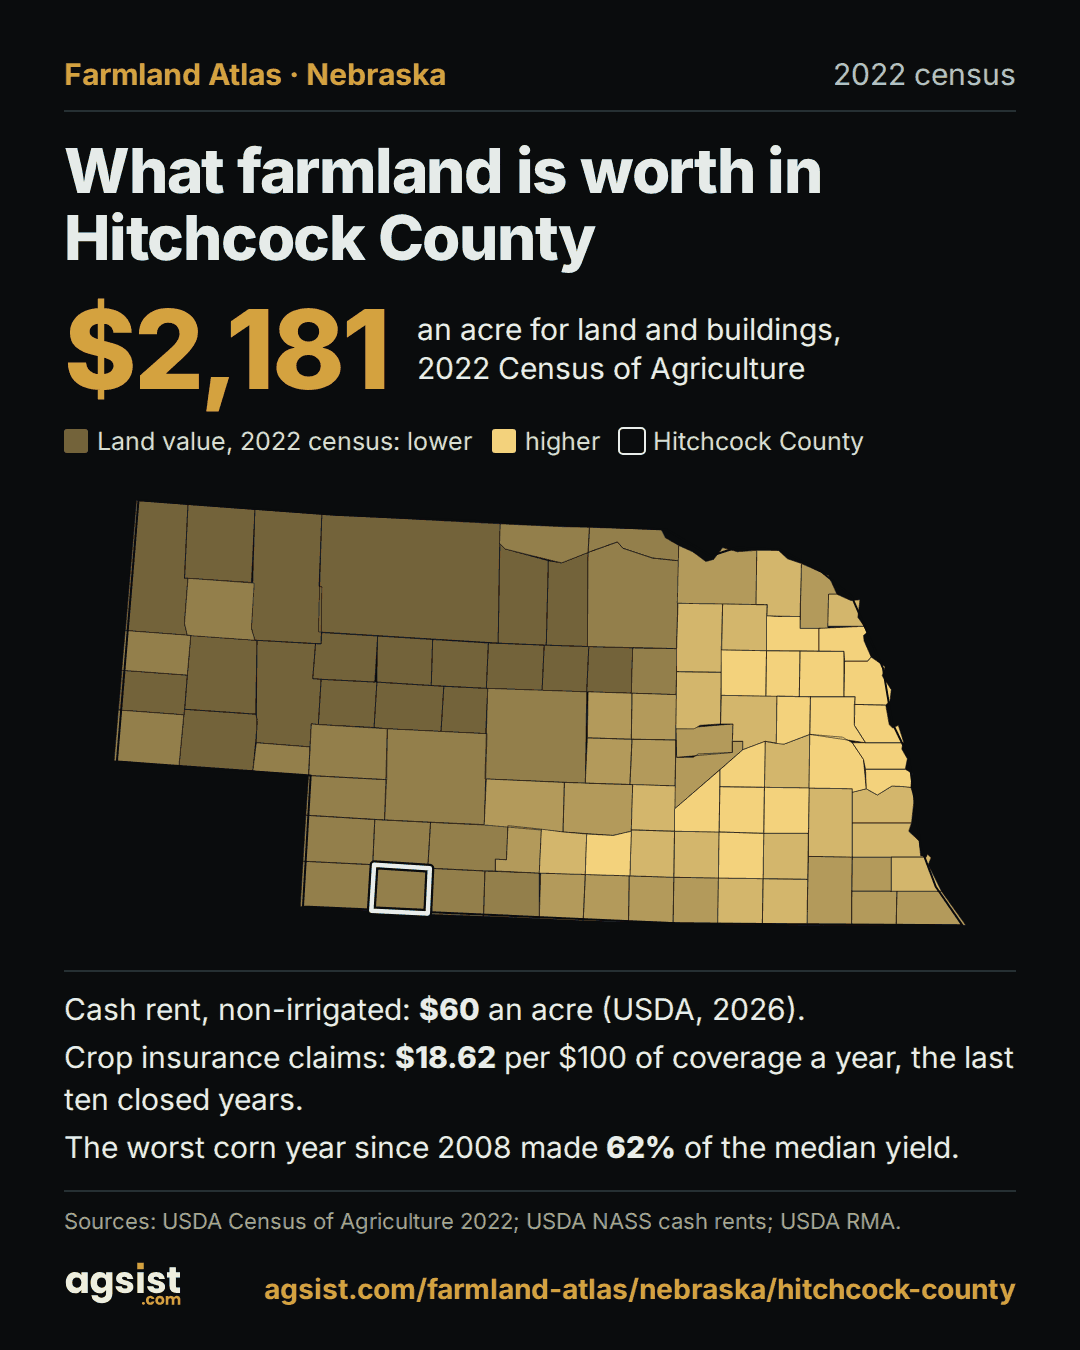 Farmland Atlas · Nebraska
2022 census
What farmland is worth in
Hitchcock County
$2,181
an acre for land and buildings,
2022 Census of Agriculture
Land value, 2022 census: lower
higher
Hitchcock County
Cash rent, non-irrigated: $60 an acre (USDA, 2026).
Crop insurance claims: $18.62 per $100 of coverage a year, the last
ten closed years.
The worst corn year since 2008 made 62% of the median yield.
Sources: USDA Census of Agriculture 2022; USDA NASS cash rents; USDA RMA.
agsist
.com
agsist.com/farmland-atlas/nebraska/hitchcock-county